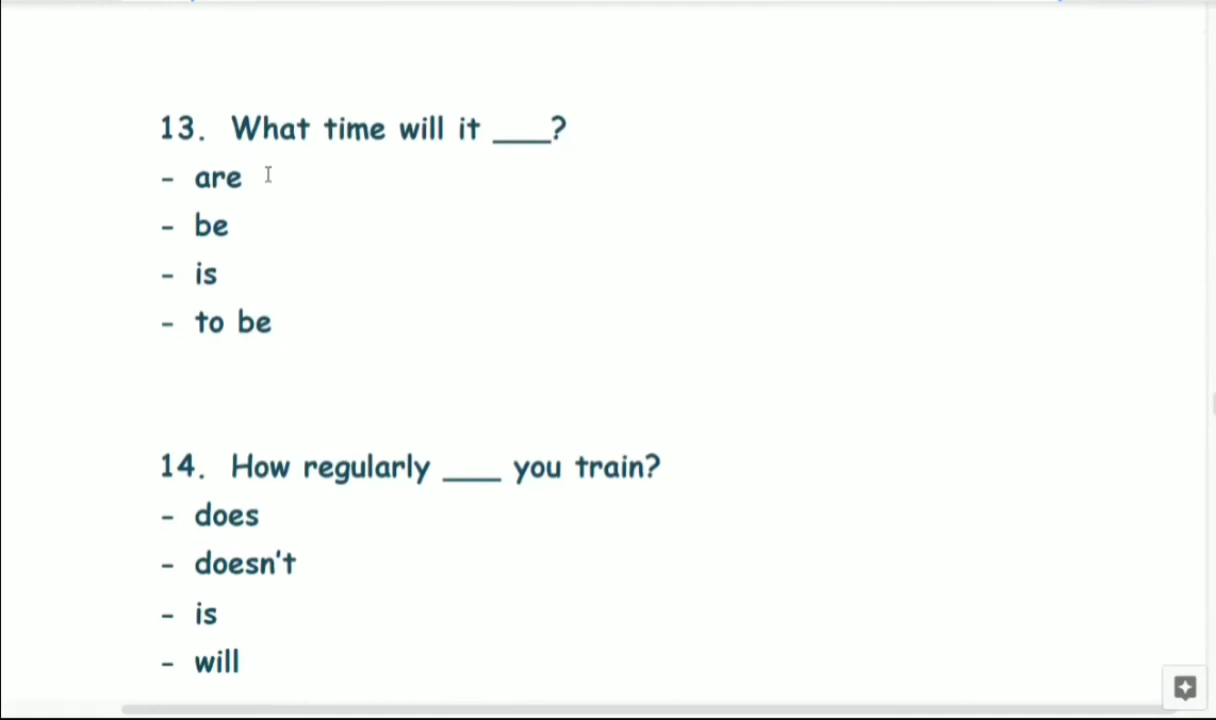 13. What time will it ____?
- are
- be
- is
- to be
14. How regularly ____ you train?
- does
- doesn't
- is
- will